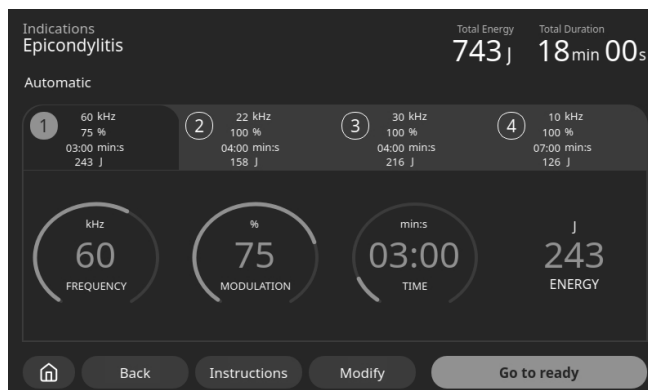 Indications
Epicondylitis
Total Energy
743 J
Total Duration
18 min 00 s
Automatic
1
60 kHz
75 %
03:00 min:s
243 J
2
22 kHz
100 %
04:00 min:s
158 J
3
30 kHz
100 %
04:00 min:s
216 J
4
10 kHz
100 %
07:00 min:s
126 J
kHz
60
FREQUENCY
%
75
MODULATION
min:s
03:00
TIME
J
243
ENERGY
Back
Instructions
Modify
Go to ready